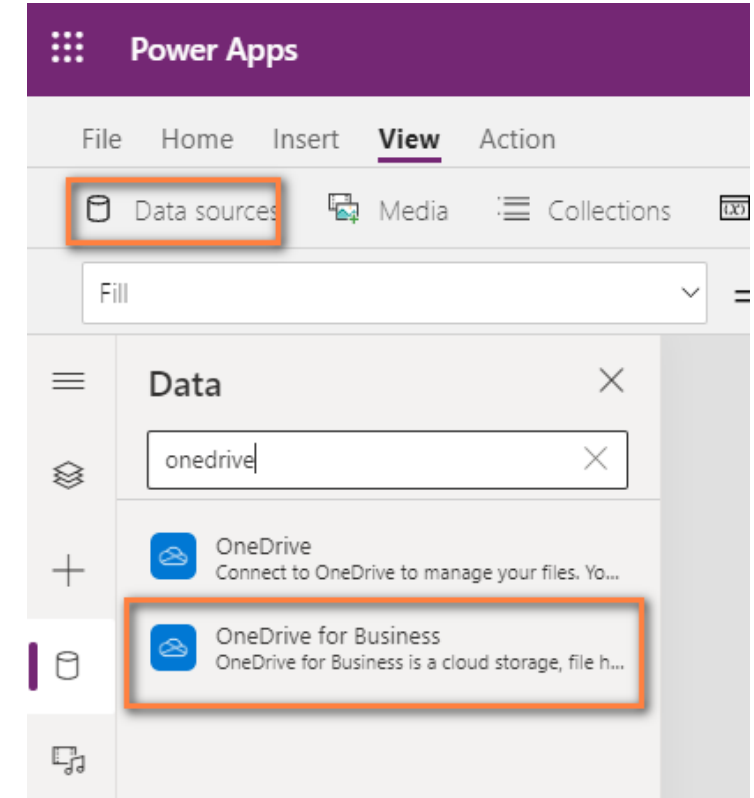 Power Apps
File Home Insert View Action
Data sources Media Collections (x)
Fill =
Data
onedrive
OneDrive
Connect to OneDrive to manage your files. Yo...
OneDrive for Business
OneDrive for Business is a cloud storage, file h...